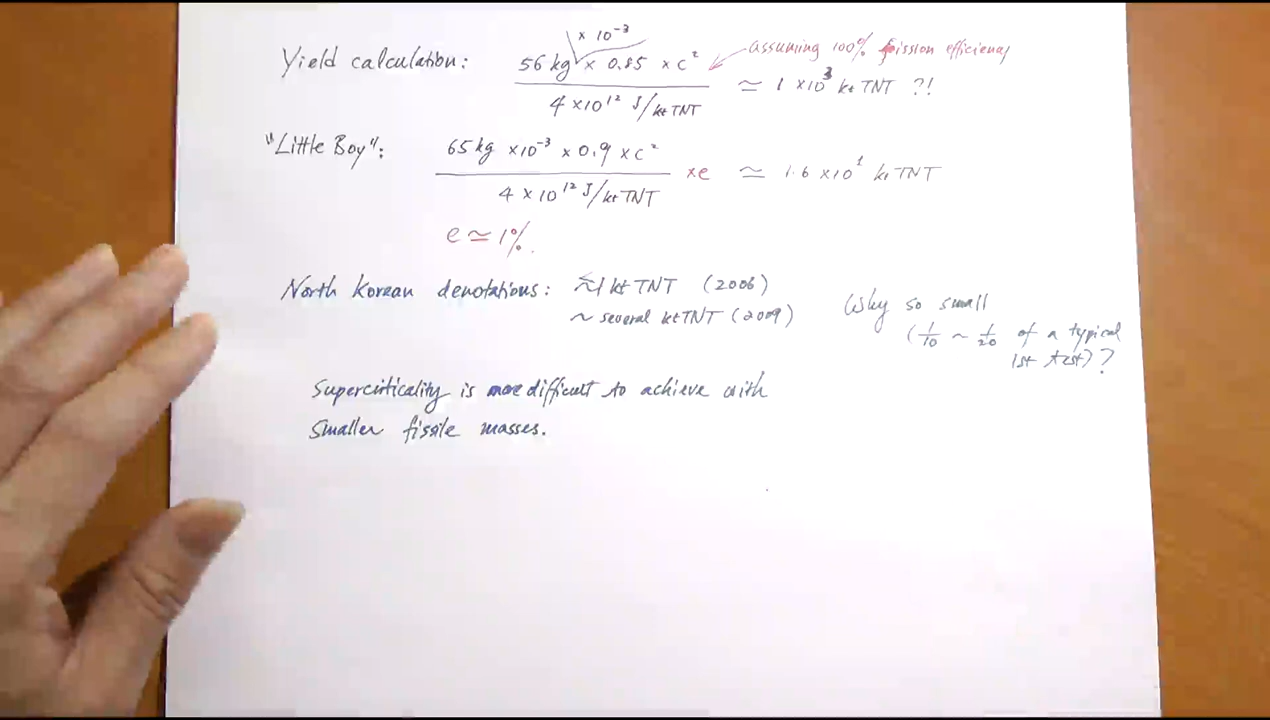 × 10⁻³
Yield calculation: 56 kg × 0.85 × c² assuming 100% fission efficiency
4 × 10¹² J/kt TNT ≃ 1 × 10³ kt TNT ?!
"Little Boy": 65 kg × 10⁻³ × 0.9 × c²
4 × 10¹² J/kt TNT × e ≃ 1.6 × 10¹ kt TNT
e ≃ 1%.
North Korean denotations: ≈1 kt TNT (2006)
~ several kt TNT (2009)
Why so small
(1/10 ~ 1/20 of a typical
1st test)?
Supercriticality is more difficult to achieve with
smaller fissile masses.